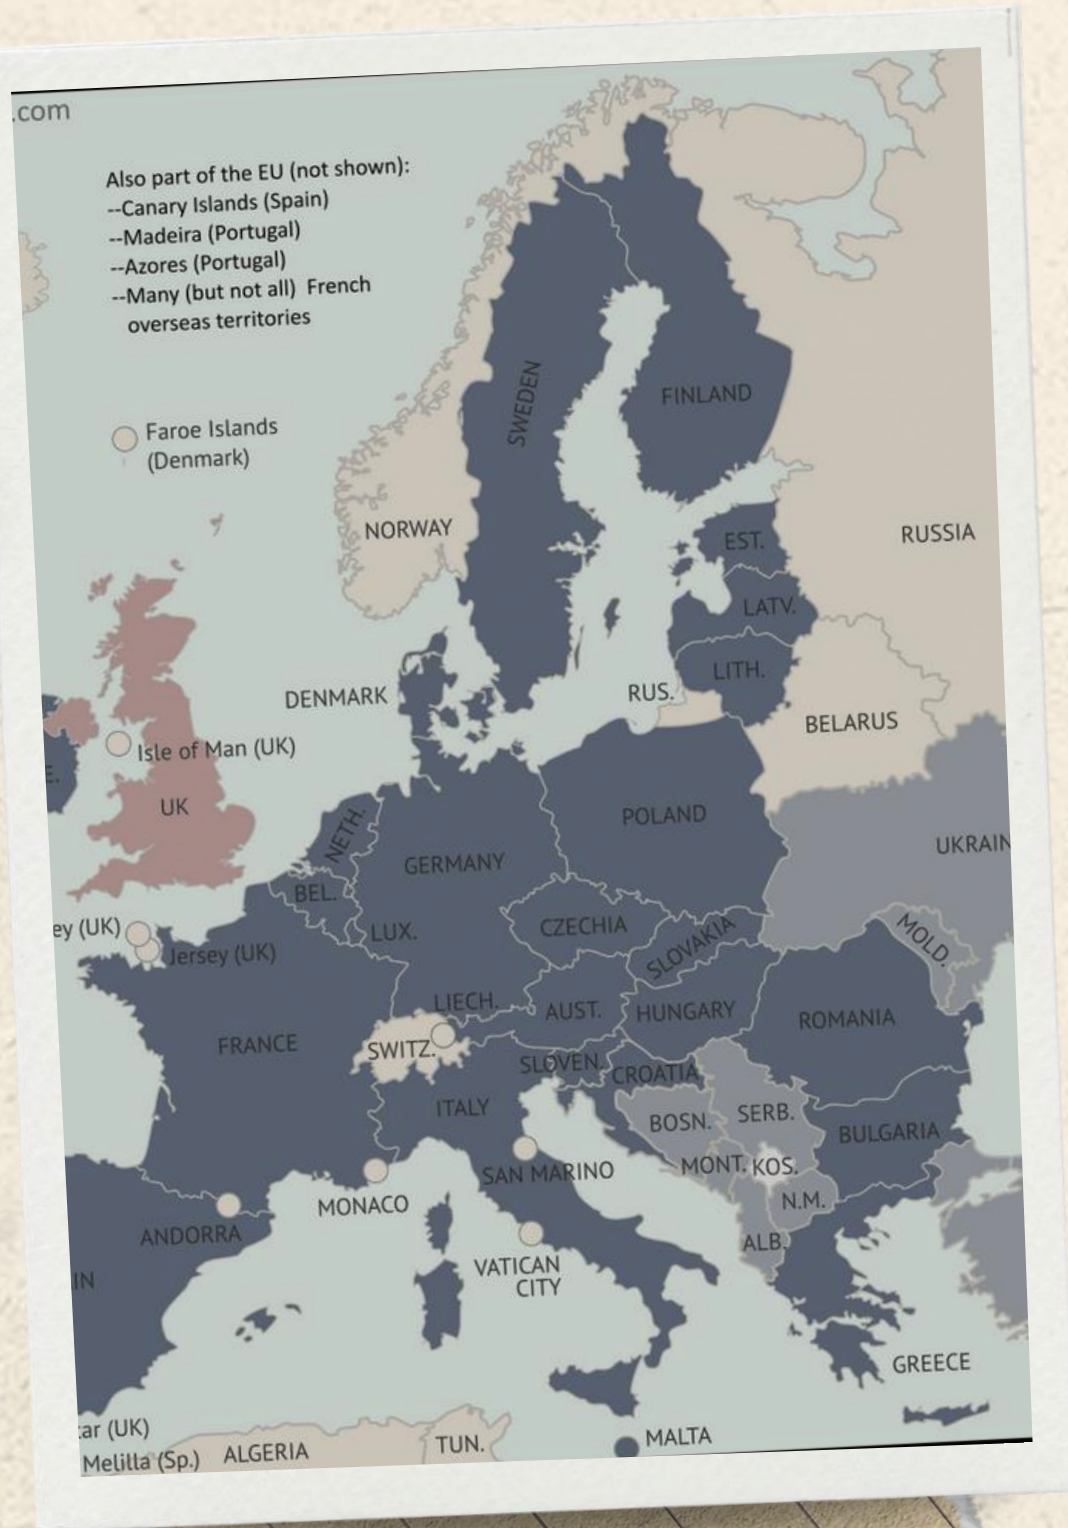 .com
Also part of the EU (not shown):
--Canary Islands (Spain)
--Madeira (Portugal)
--Azores (Portugal)
--Many (but not all) French
overseas territories
SWEDEN
FINLAND
Faroe Islands
(Denmark)
NORWAY
EST.
RUSSIA
LATV.
LITH.
DENMARK
RUS.
BELARUS
Isle of Man (UK)
E.
UK
NETH.
POLAND
GERMANY
UKRAIN
BEL.
ey (UK)
Jersey (UK)
LUX.
CZECHIA
SLOVAKIA
MOLD.
LIECH.
AUST.
HUNGARY
ROMANIA
FRANCE
SWITZ.
SLOVEN.
CROATIA
ITALY
BOSN.
SERB.
BULGARIA
SAN MARINO
MONT.
KOS.
MONACO
N.M.
ANDORRA
ALB.
VATICAN
CITY
IN
GREECE
ar (UK)
Melilla (Sp.)
ALGERIA
TUN.
MALTA